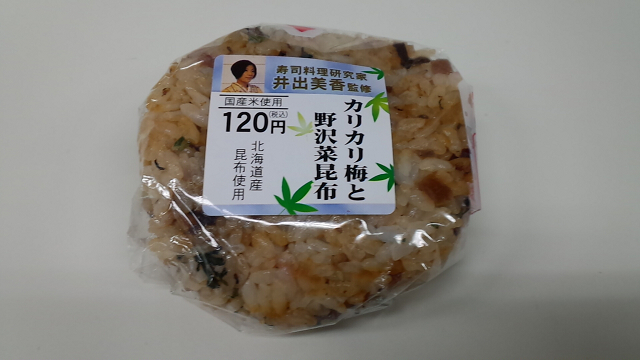 寿司料理研究家
井出美香監修
国産米使用
120円(税込)
カリカリ梅と
野沢菜昆布
北海道産
昆布使用